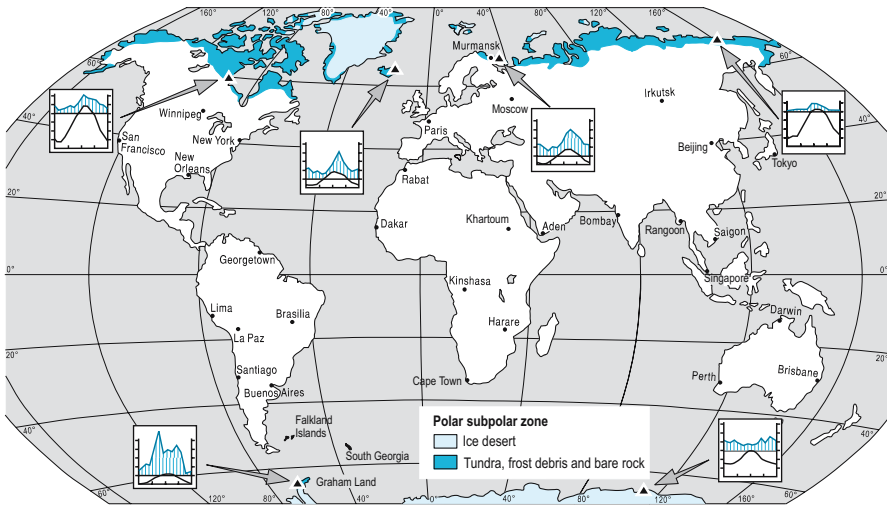 160°
120°
80°
40°
0°
40°
80°
120°
160°
60°
60°
Murmansk
Irkutsk
Moscow
Winnipeg
40°
40°
San
Francisco
New York
Paris
Beijing
Tokyo
New
Orleans
Rabat
20°
20°
Dakar
Khartoum
Aden
Bombay
Rangoon
Saigon
Georgetown
0°
0°
Singapore
Kinshasa
Lima
Brasilia
Darwin
La Paz
Harare
20°
20°
Santiago
Perth
Brisbane
Cape Town
Buenos Aires
Polar subpolar zone
Ice desert
Tundra, frost debris and bare rock
Falkland
Islands
40°
40°
South Georgia
Graham Land
60°
160°
120°
80°
40°
0°
40°
80°
120°
160°
60°